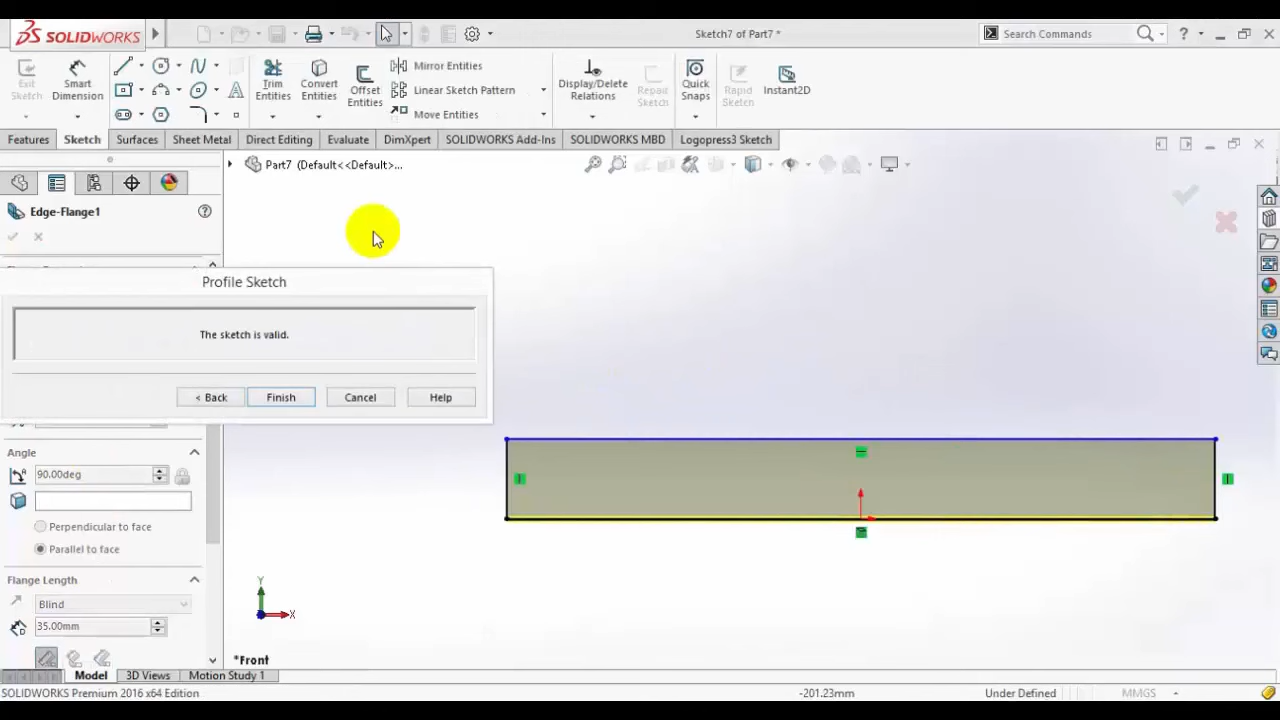 SOLIDWORKS
Sketch7 of Part7 *
Search Commands
Exit Sketch
Smart Dimension
Trim Entities
Convert Entities
Offset Entities
Mirror Entities
Linear Sketch Pattern
Move Entities
Display/Delete Relations
Repair Sketch
Quick Snaps
Rapid Sketch
Instant2D
Features
Sketch
Surfaces
Sheet Metal
Direct Editing
Evaluate
DimXpert
SOLIDWORKS Add-Ins
SOLIDWORKS MBD
Logopress3 Sketch
Part7 (Default<<Default>...
Edge-Flange1
Profile Sketch
The sketch is valid.
< Back
Finish
Cancel
Help
Angle
90.00deg
Perpendicular to face
Parallel to face
Flange Length
Blind
35.00mm
Y
X
*Front
Model
3D Views
Motion Study 1
SOLIDWORKS Premium 2016 x64 Edition
-201.23mm
Under Defined
MMGS